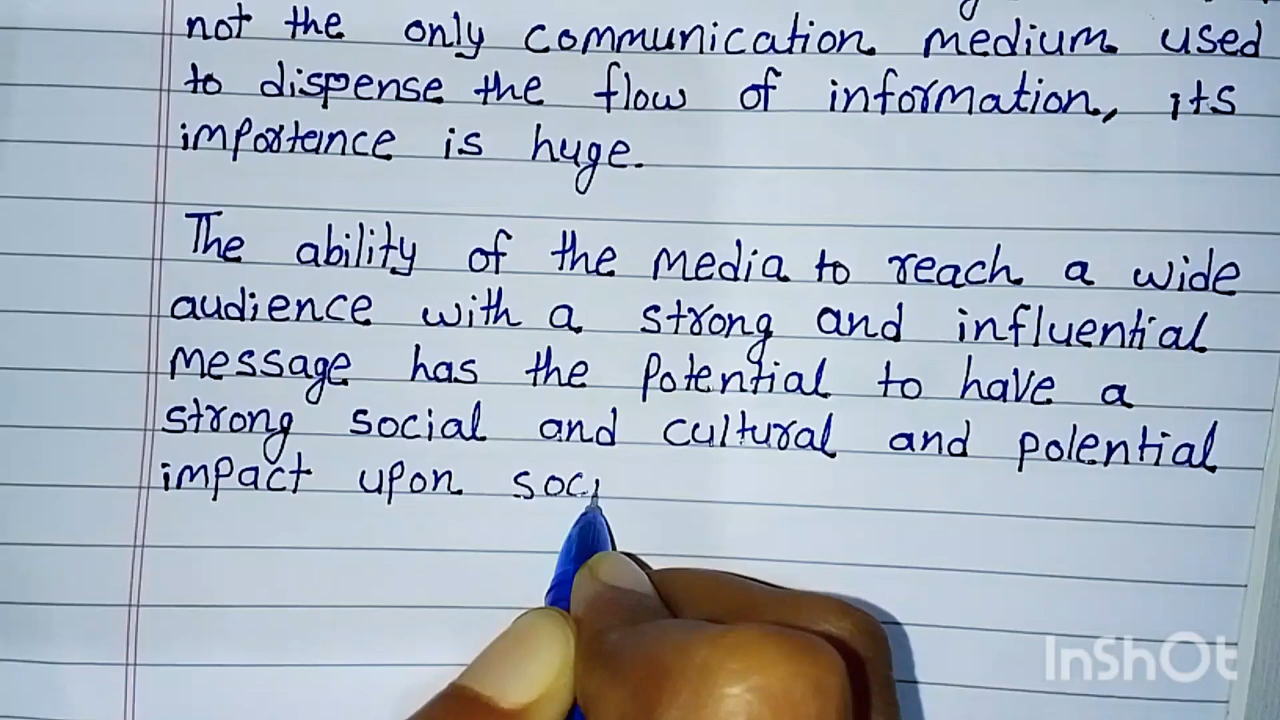 not the only communication medium used
to dispense the flow of information, its
importance is huge.
The ability of the media to reach a wide
audience with a strong and influential
message has the potential to have a
strong social and cultural and polential
impact upon soci
InShOt